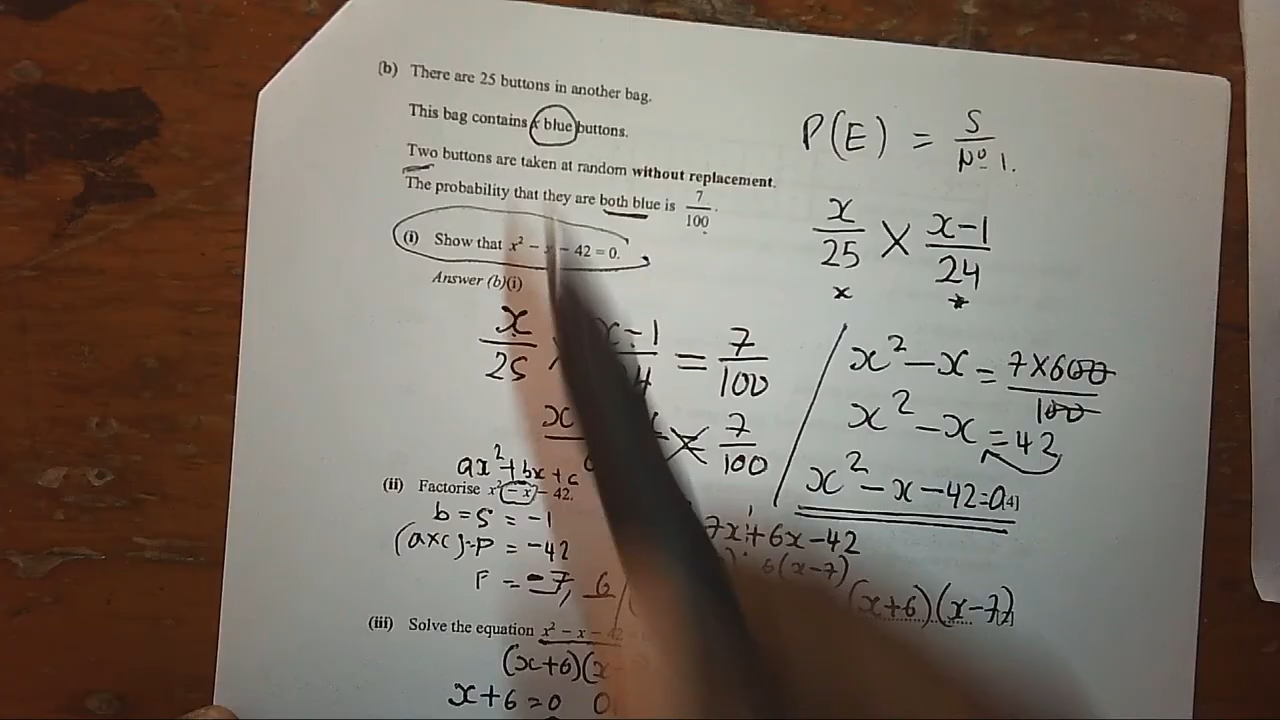 (b) There are 25 buttons in another bag.
This bag contains x blue buttons.
Two buttons are taken at random without replacement.
The probability that they are both blue is 7/100.
(i) Show that x² − x − 42 = 0.
Answer (b)(i)
P(E) = S/Nº 1.
x/25 × x-1/24
x/25 x-1/ = 7/100
x 7/100
x² - x = 7×600/100
x² - x = 42
x² - x - 42 = 0
[4]
ax² + bx + c
(ii) Factorise x² − x − 42.
b = S = -1
(a×c) = P = -42
F = -7, 6
7x + 6x - 42
6(x-7)
(x+6)(x-7)
[2]
(iii) Solve the equation x² − x − 42
(x+6)(x
x+6=0 0